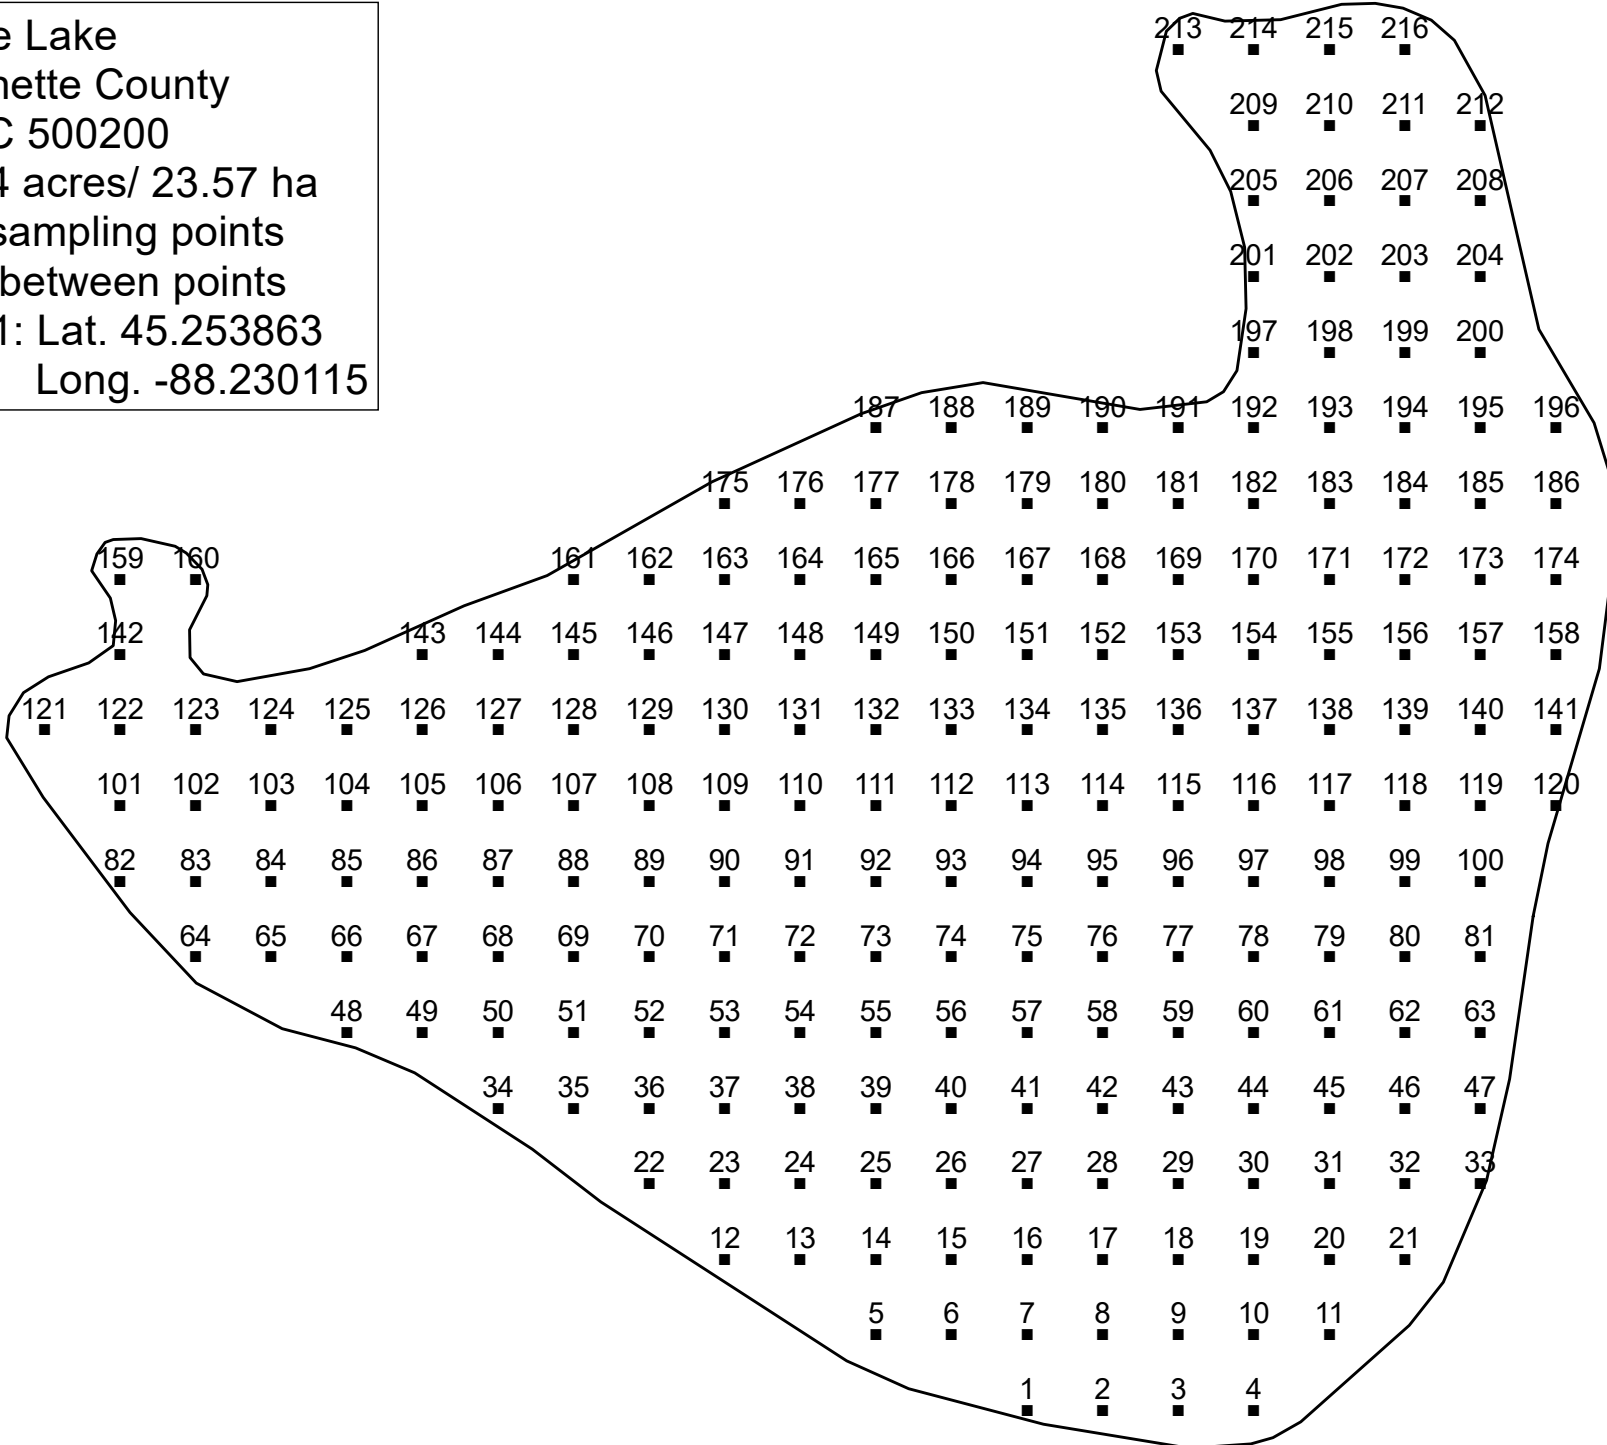 e Lake
nette County
C 500200
4 acres/ 23.57 ha
sampling points
between points
1: Lat. 45.253863
Long. -88.230115
213 214 215 216
209 210 211 212
205 206 207 208
201 202 203 204
197 198 199 200
187 188 189 190 191 192 193 194 195 196
175 176 177 178 179 180 181 182 183 184 185 186
159 160 161 162 163 164 165 166 167 168 169 170 171 172 173 174
142 143 144 145 146 147 148 149 150 151 152 153 154 155 156 157 158
121 122 123 124 125 126 127 128 129 130 131 132 133 134 135 136 137 138 139 140 141
101 102 103 104 105 106 107 108 109 110 111 112 113 114 115 116 117 118 119 120
82 83 84 85 86 87 88 89 90 91 92 93 94 95 96 97 98 99 100
64 65 66 67 68 69 70 71 72 73 74 75 76 77 78 79 80 81
48 49 50 51 52 53 54 55 56 57 58 59 60 61 62 63
34 35 36 37 38 39 40 41 42 43 44 45 46 47
22 23 24 25 26 27 28 29 30 31 32 33
12 13 14 15 16 17 18 19 20 21
5 6 7 8 9 10 11
1 2 3 4